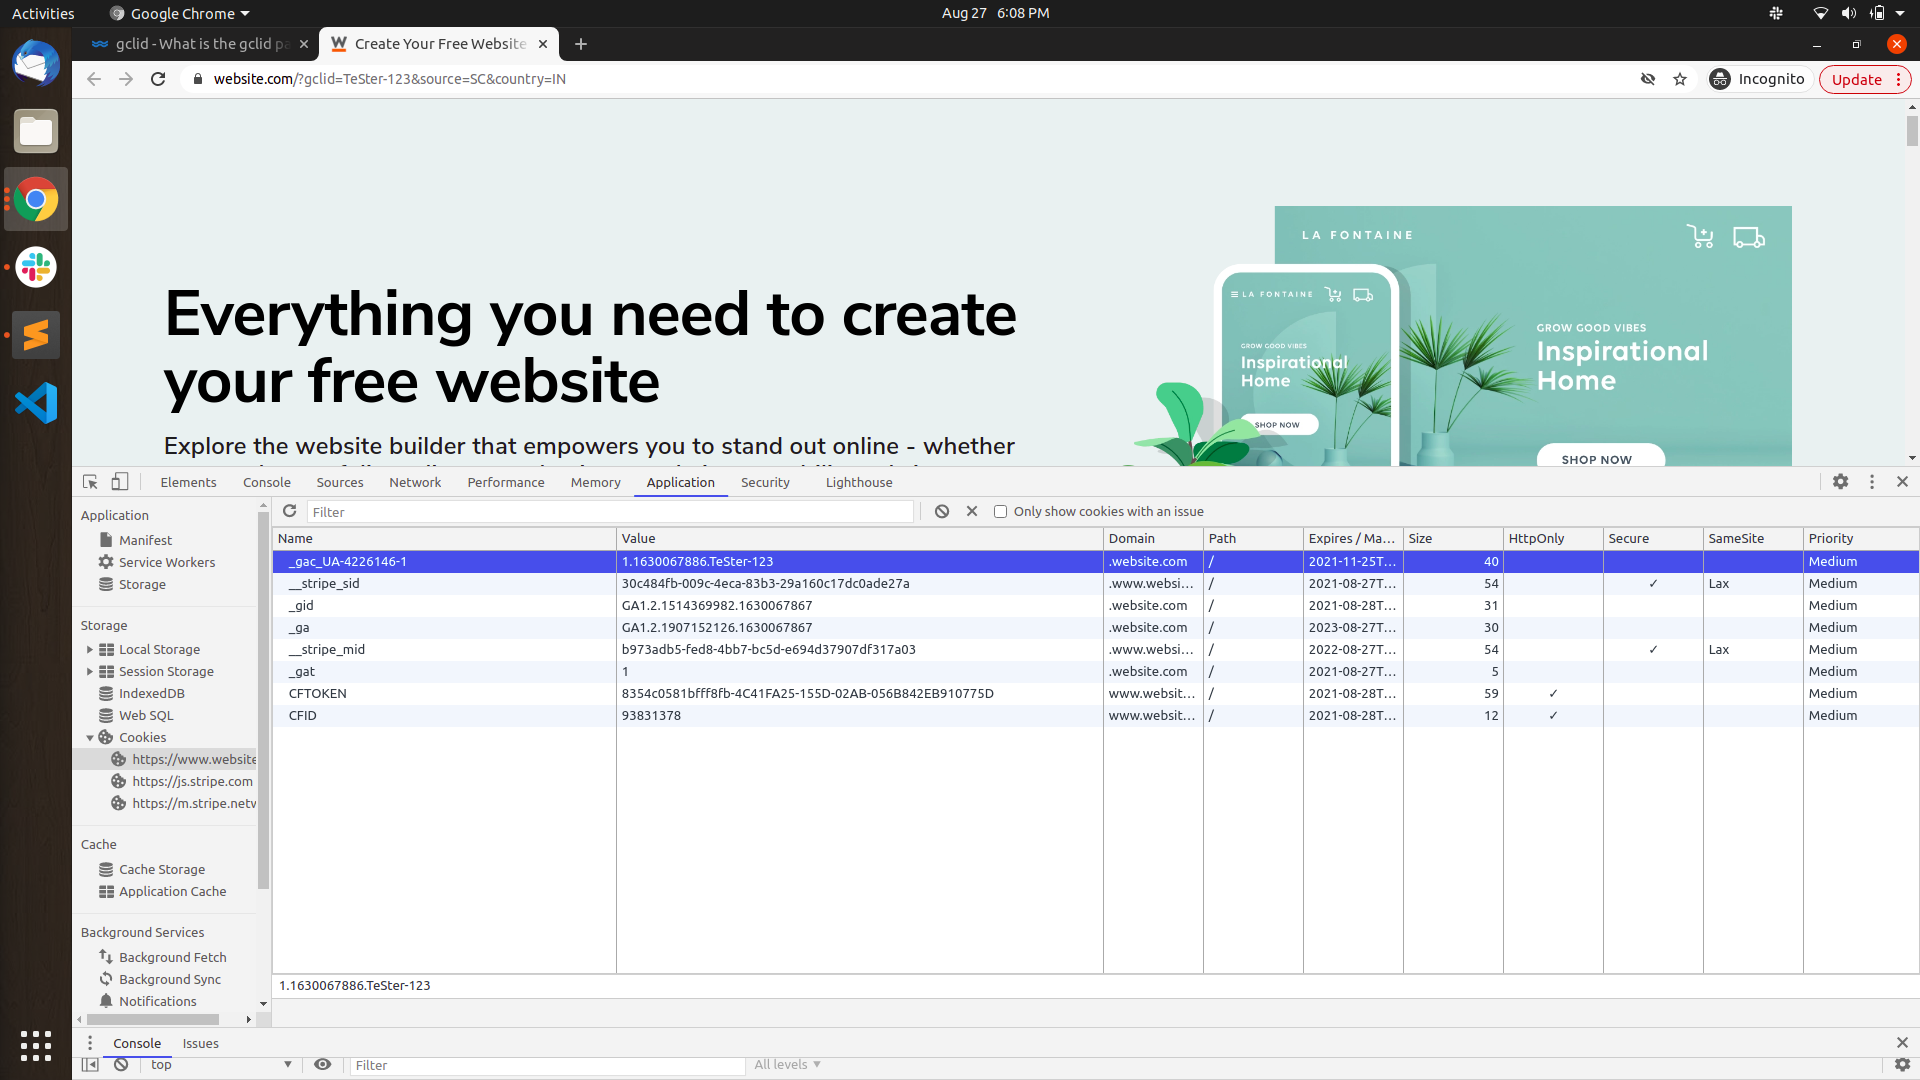 Activities
Google Chrome
Aug 27 6:08 PM
gclid - What is the gclid pa
Create Your Free Website
website.com/?gclid=TeSter-123&source=SC&country=IN
Incognito
Update
Everything you need to create
your free website
Explore the website builder that empowers you to stand out online - whether
LA FONTAINE
GROW GOOD VIBES
Inspirational
Home
SHOP NOW
LA FONTAINE
GROW GOOD VIBES
Inspirational
Home
SHOP NOW
Elements Console Sources Network Performance Memory Application Security Lighthouse
Application
Manifest
Service Workers
Storage
Storage
Local Storage
Session Storage
IndexedDB
Web SQL
Cookies
https://www.website
https://js.stripe.com
https://m.stripe.netw
Cache
Cache Storage
Application Cache
Background Services
Background Fetch
Background Sync
Notifications
Filter
Only show cookies with an issue
Name Value Domain Path Expires / Ma... Size HttpOnly Secure SameSite Priority
_gac_UA-4226146-1 1.1630067886.TeSter-123 .website.com / 2021-11-25T... 40 Medium
__stripe_sid 30c484fb-009c-4eca-83b3-29a160c17dc0ade27a .www.websi... / 2021-08-27T... 54 ✓ Lax Medium
_gid GA1.2.1514369982.1630067867 .website.com / 2021-08-28T... 31 Medium
_ga GA1.2.1907152126.1630067867 .website.com / 2023-08-27T... 30 Medium
__stripe_mid b973adb5-fed8-4bb7-bc5d-e694d37907df317a03 .www.websi... / 2022-08-27T... 54 ✓ Lax Medium
_gat 1 .website.com / 2021-08-27T... 5 Medium
CFTOKEN 8354c0581bfff8fb-4C41FA25-155D-02AB-056B842EB910775D www.websit... / 2021-08-28T... 59 ✓ Medium
CFID 93831378 www.websit... / 2021-08-28T... 12 ✓ Medium
1.1630067886.TeSter-123
Console Issues
top Filter All levels